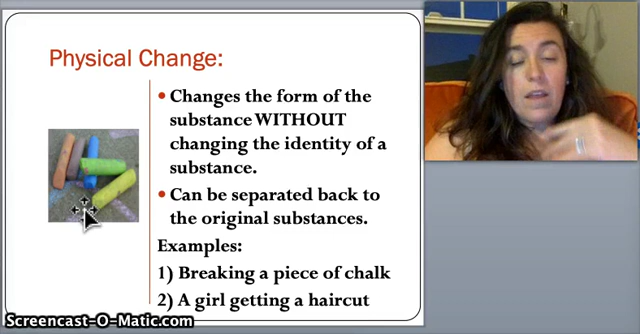 Physical Change:
• Changes the form of the
substance WITHOUT
changing the identity of a
substance.
• Can be separated back to
the original substances.
Examples:
1) Breaking a piece of chalk
2) A girl getting a haircut
Screencast-O-Matic.com